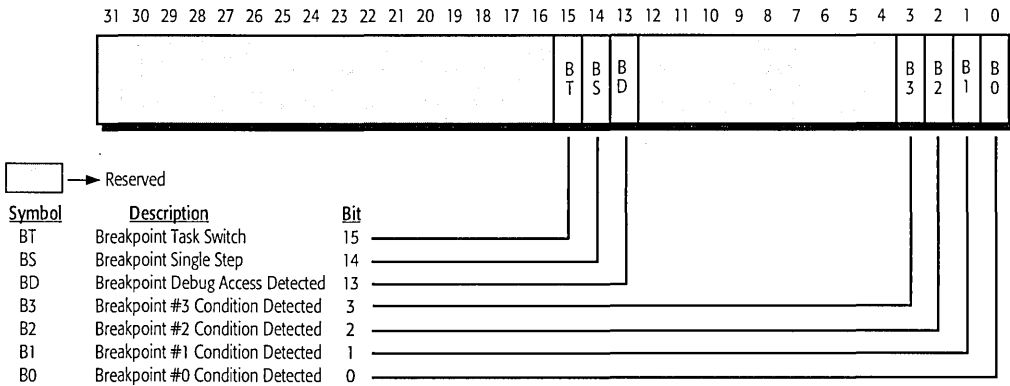 31 30 29 28 27 26 25 24 23 22 21 20 19 18 17 16 15 14 13 12 11 10 9 8 7 6 5 4 3 2 1 0
B T B S B D B 3 B 2 B 1 B 0
Reserved
Symbol Description Bit
BT Breakpoint Task Switch 15
BS Breakpoint Single Step 14
BD Breakpoint Debug Access Detected 13
B3 Breakpoint #3 Condition Detected 3
B2 Breakpoint #2 Condition Detected 2
B1 Breakpoint #1 Condition Detected 1
B0 Breakpoint #0 Condition Detected 0